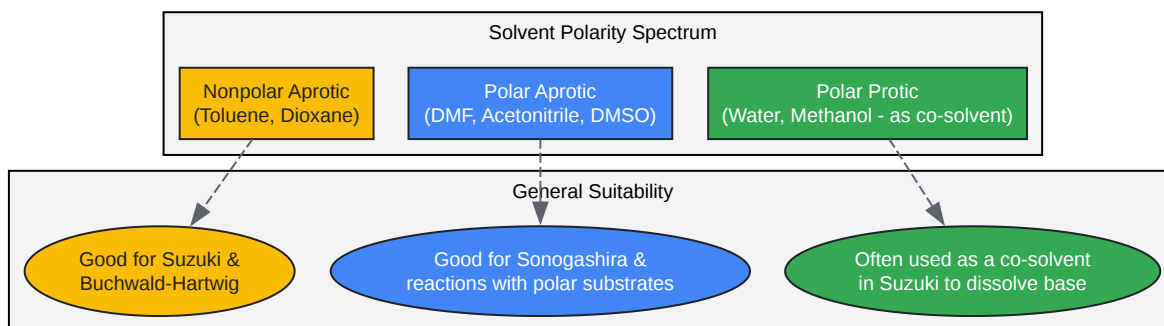 Solvent Polarity Spectrum
Nonpolar Aprotic
(Toluene, Dioxane)
Polar Aprotic
(DMF, Acetonitrile, DMSO)
Polar Protic
(Water, Methanol - as co-solvent)
General Suitability
Good for Suzuki &
Buchwald-Hartwig
Good for Sonogashira &
reactions with polar substrates
Often used as a co-solvent
in Suzuki to dissolve base